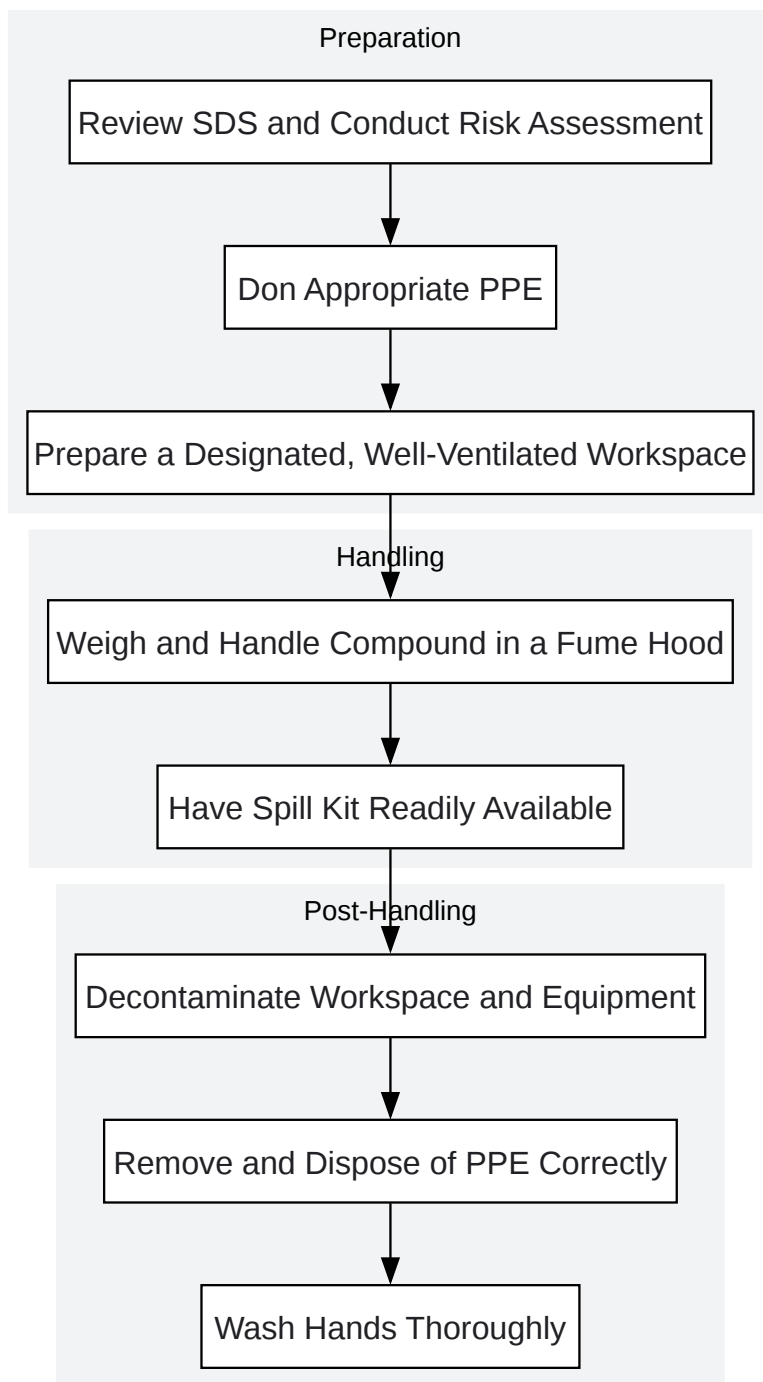 Preparation
Review SDS and Conduct Risk Assessment
Don Appropriate PPE
Prepare a Designated, Well-Ventilated Workspace
Handling
Weigh and Handle Compound in a Fume Hood
Have Spill Kit Readily Available
Post-Handling
Decontaminate Workspace and Equipment
Remove and Dispose of PPE Correctly
Wash Hands Thoroughly